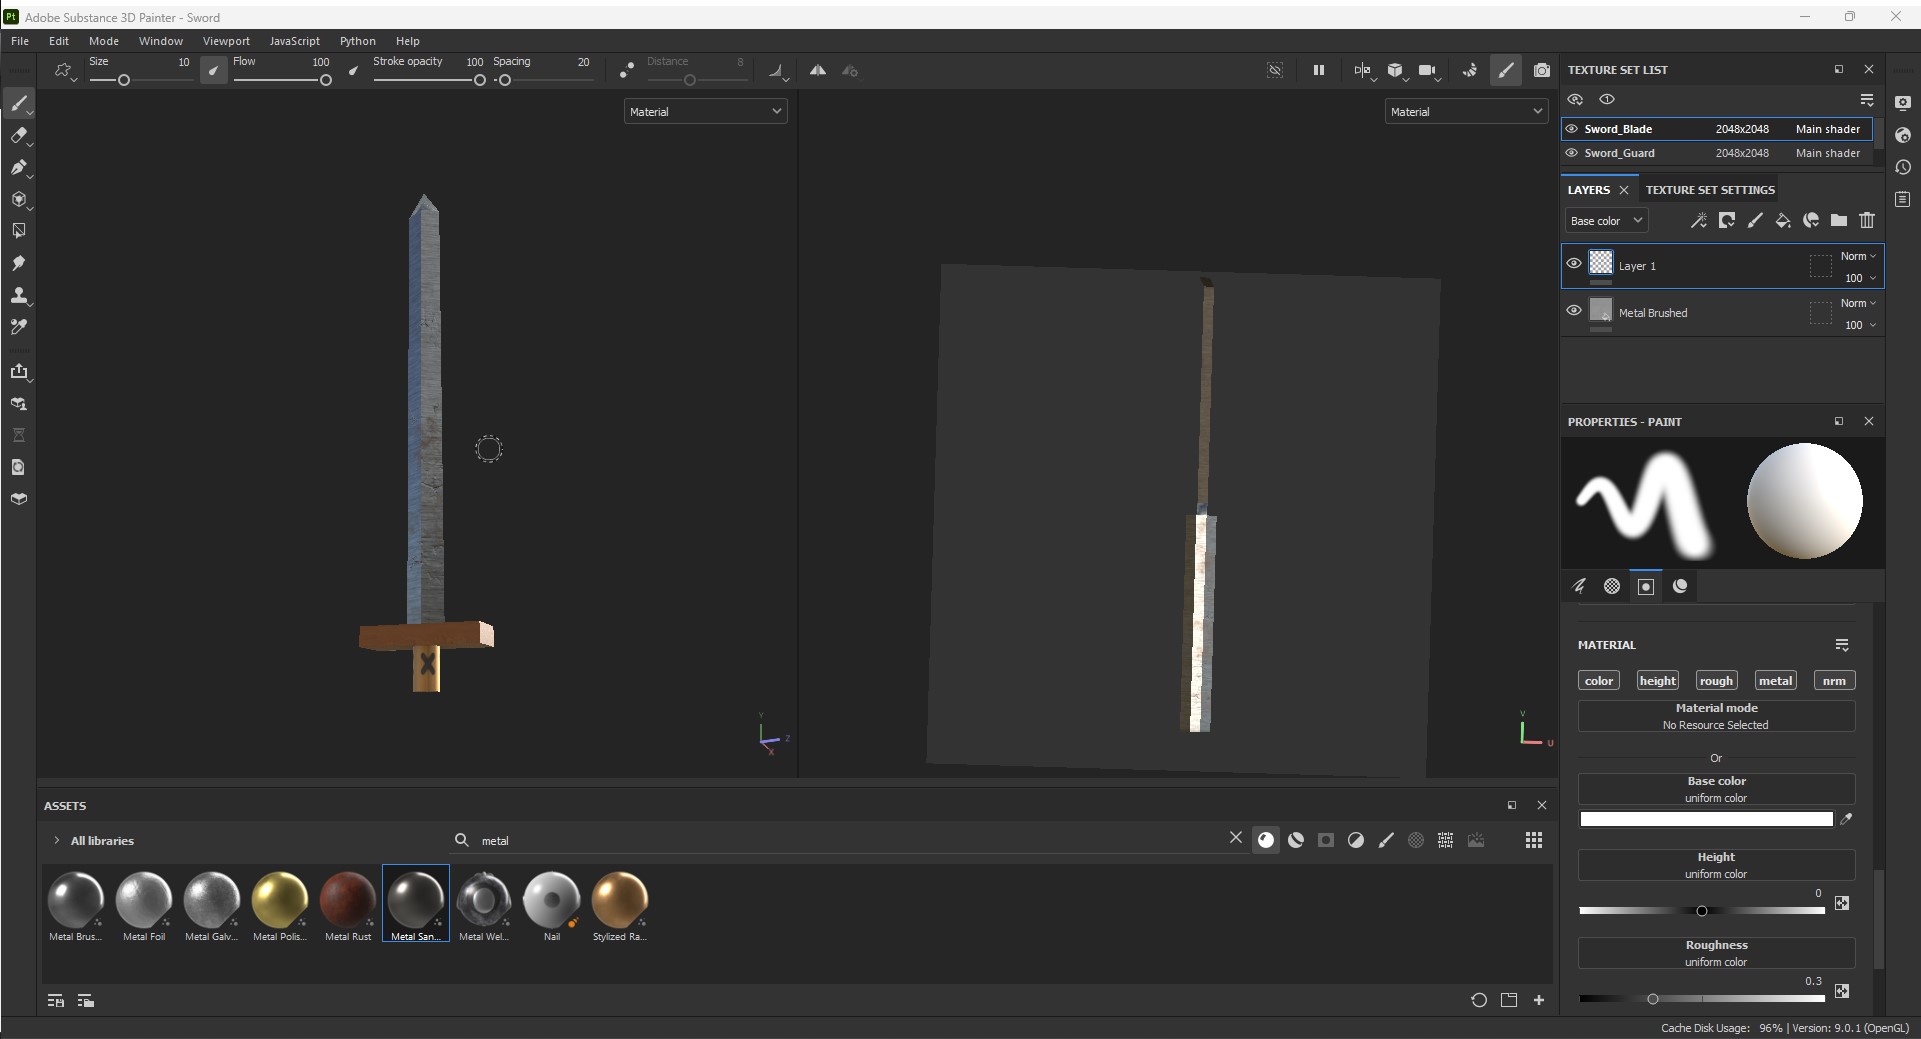 Pt Adobe Substance 3D Painter - Sword
File Edit Mode Window Viewport JavaScript Python Help
Size 10 Flow 100 Stroke opacity 100 Spacing 20 Distance 8
Material
Material
Y
Z
X
V
U
TEXTURE SET LIST
Sword_Blade 2048x2048 Main shader
Sword_Guard 2048x2048 Main shader
LAYERS TEXTURE SET SETTINGS
Base color
Layer 1 Norm 100
Metal Brushed Norm 100
PROPERTIES - PAINT
MATERIAL
color height rough metal nrm
Material mode
No Resource Selected
Or
Base color
uniform color
Height
uniform color
0
Roughness
uniform color
0.3
ASSETS
All libraries metal
Metal Brus... Metal Foil Metal Galv... Metal Polis... Metal Rust Metal San... Metal Wel... Nail Stylized Ra...
Cache Disk Usage: 96% | Version: 9.0.1 (OpenGL)